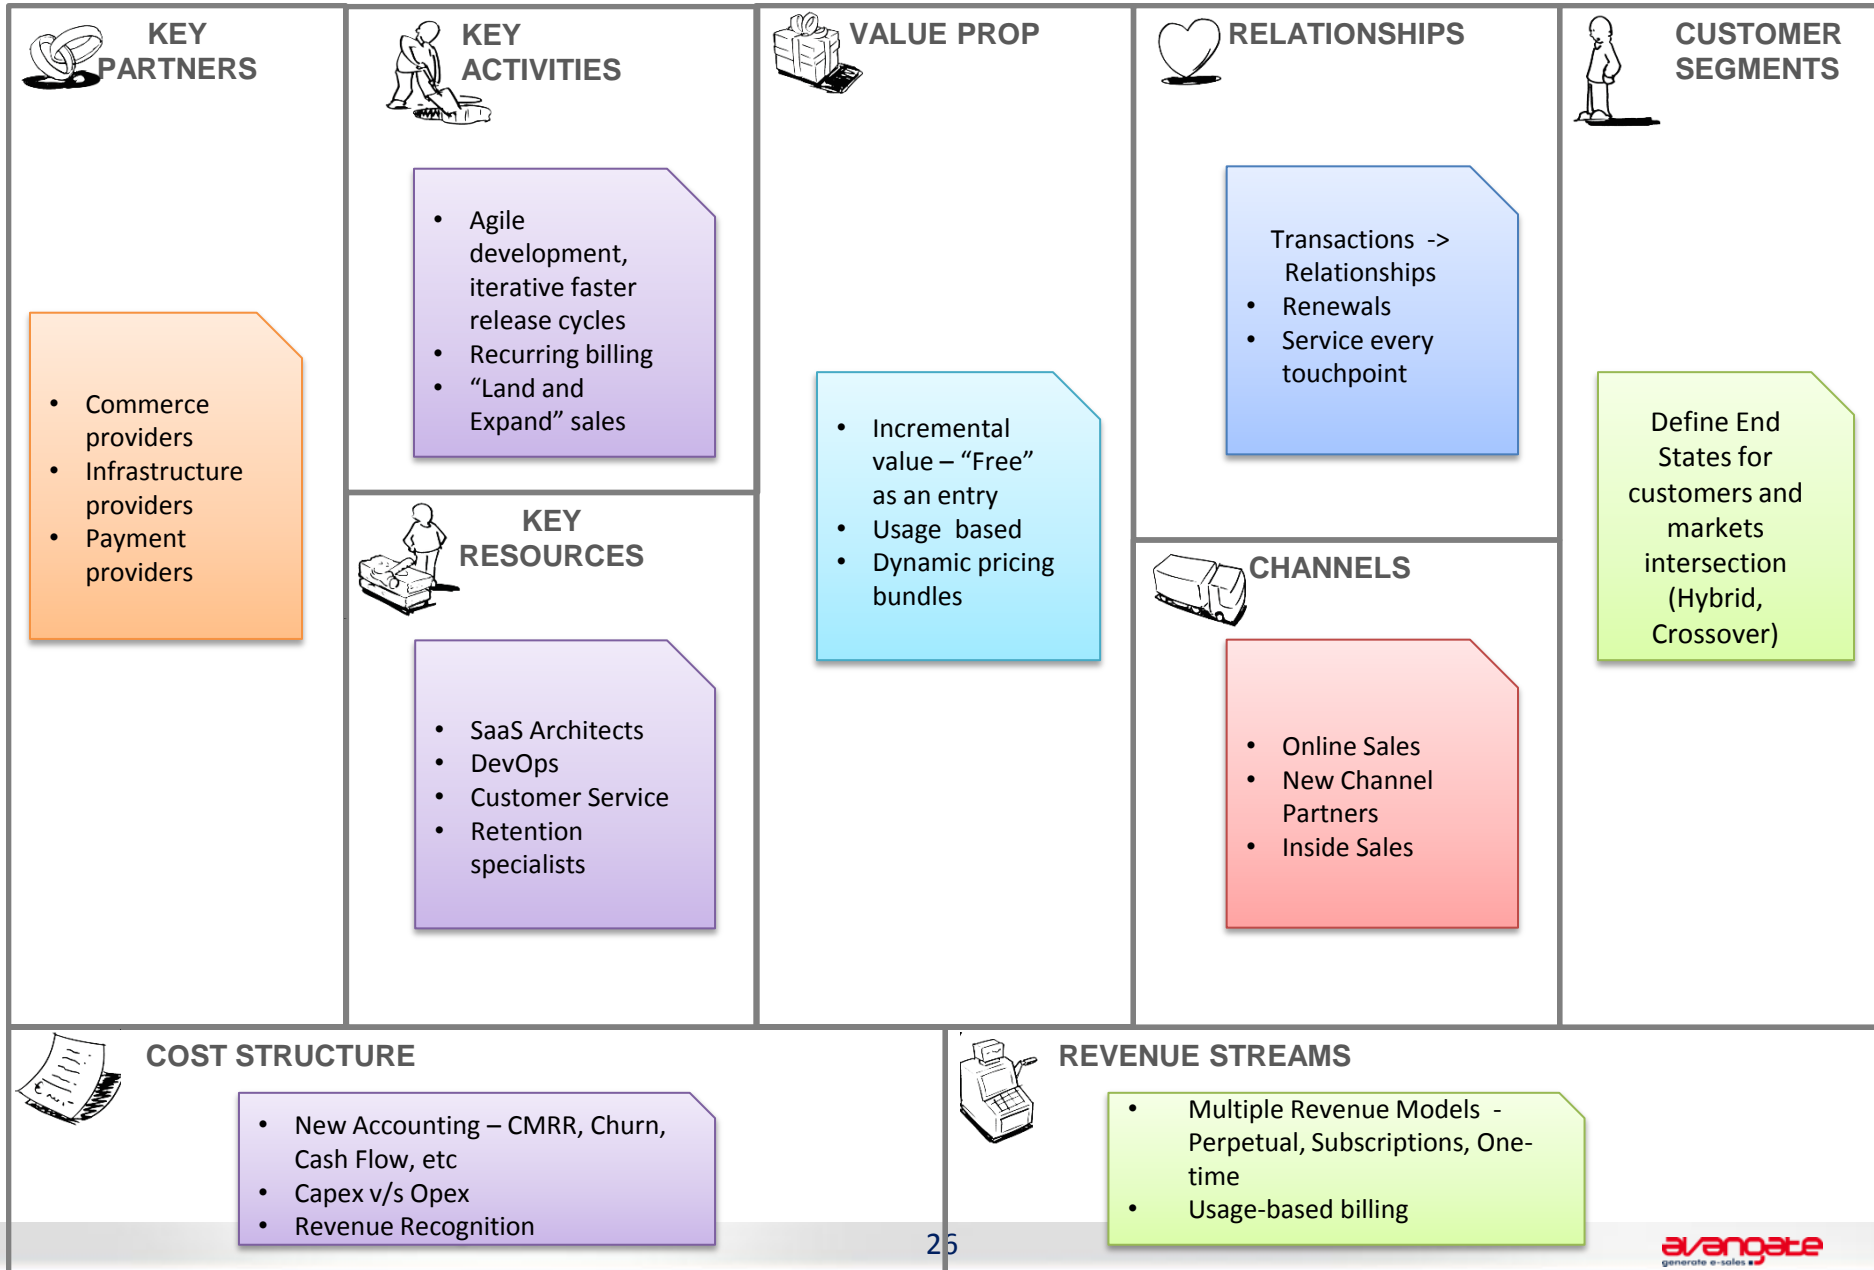 KEY
PARTNERS
• Commerce
providers
• Infrastructure
providers
• Payment
providers
KEY
ACTIVITIES
• Agile
development,
iterative faster
release cycles
• Recurring billing
• “Land and
Expand” sales
KEY
RESOURCES
• SaaS Architects
• DevOps
• Customer Service
• Retention
specialists
VALUE PROP
• Incremental
value – “Free”
as an entry
• Usage based
• Dynamic pricing
bundles
RELATIONSHIPS
Transactions ->
Relationships
• Renewals
• Service every
touchpoint
CHANNELS
• Online Sales
• New Channel
Partners
• Inside Sales
CUSTOMER
SEGMENTS
Define End
States for
customers and
markets
intersection
(Hybrid,
Crossover)
COST STRUCTURE
• New Accounting – CMRR, Churn,
Cash Flow, etc
• Capex v/s Opex
• Revenue Recognition
REVENUE STREAMS
• Multiple Revenue Models -
Perpetual, Subscriptions, One-
time
• Usage-based billing
26
avangate
generate e-sales